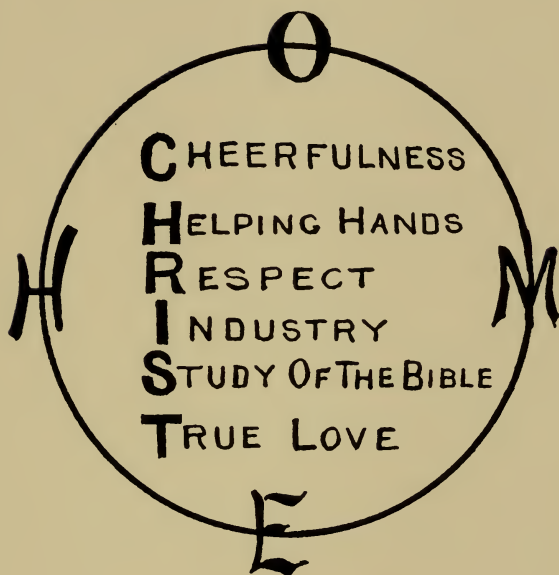 O
CHEERFULNESS
HELPING HANDS
RESPECT
H
M
INDUSTRY
STUDY OF THE BIBLE
TRUE LOVE
E